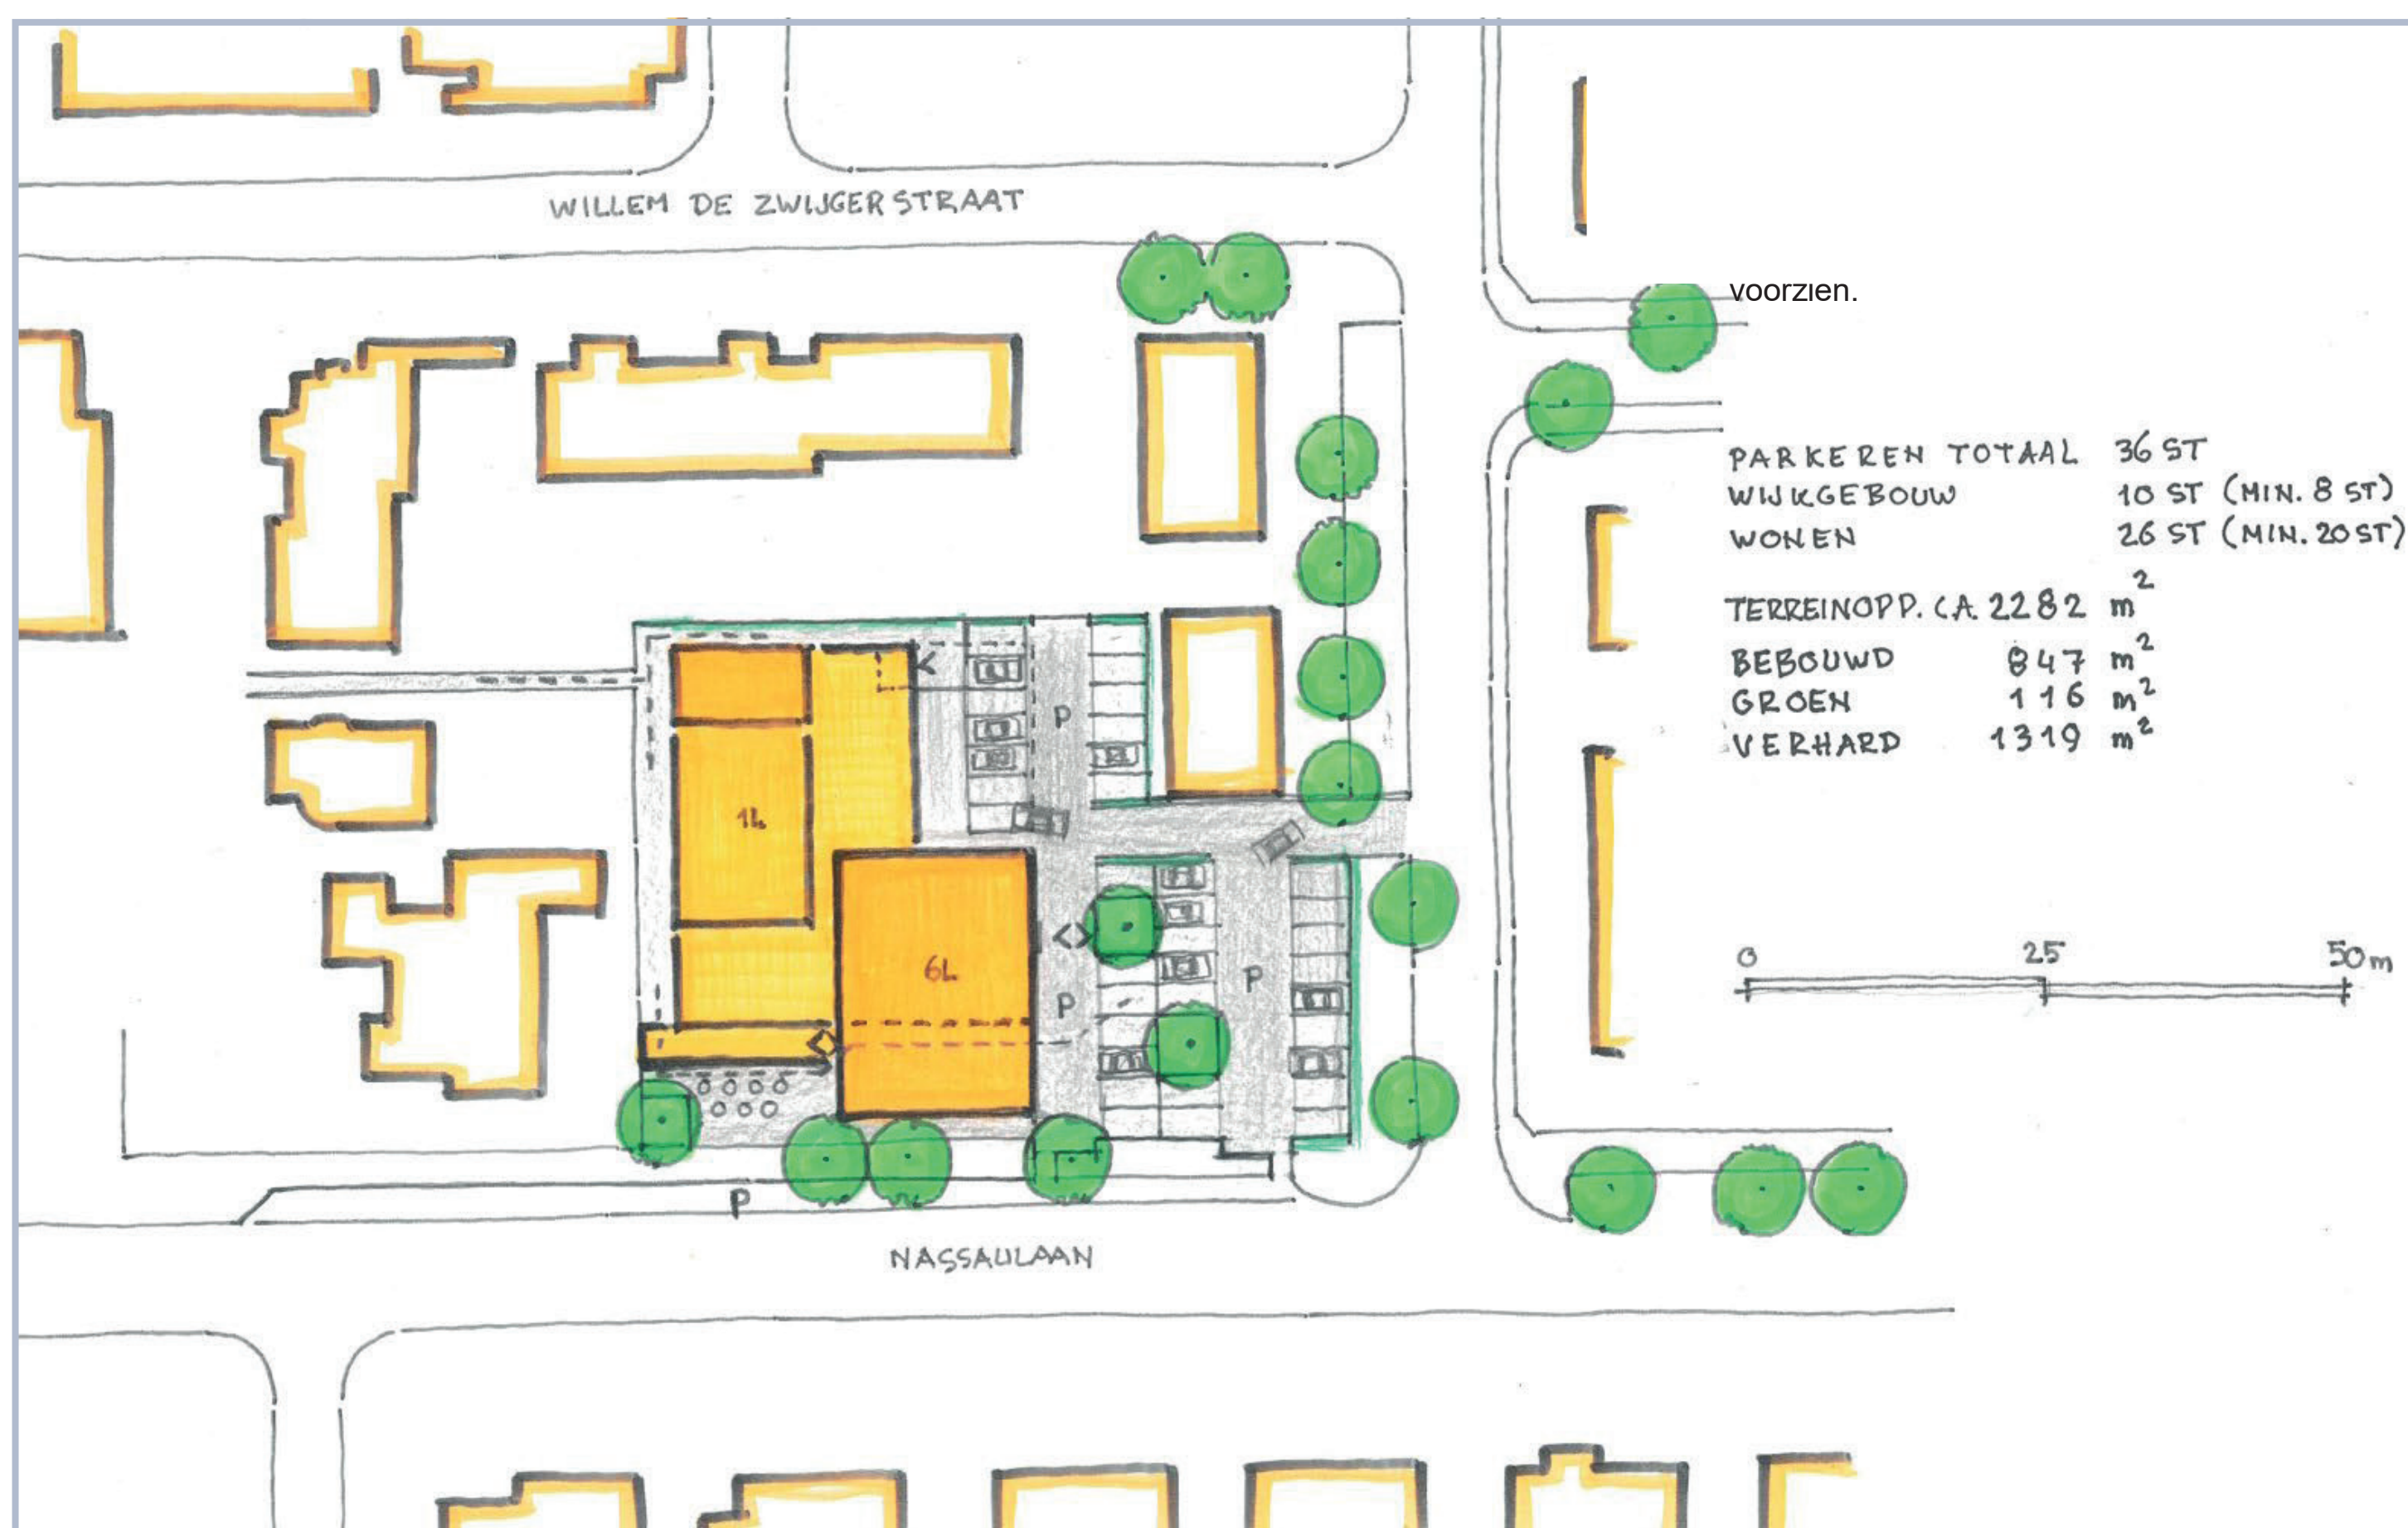 WILLEM DE ZWIJGERSTRAAT
voorzien.
PARKEREN TOTAAL 36 ST
WIJKGEBOUW 10 ST (MIN. 8 ST)
WONEN 26 ST (MIN. 20 ST)
TERREINOPP. CA. 2282 m²
BEBOUWD 847 m²
GROEN 116 m²
VERHARD 1319 m²
P
1L
6L
P
P
0 25 50m
P
NASSAULAAN